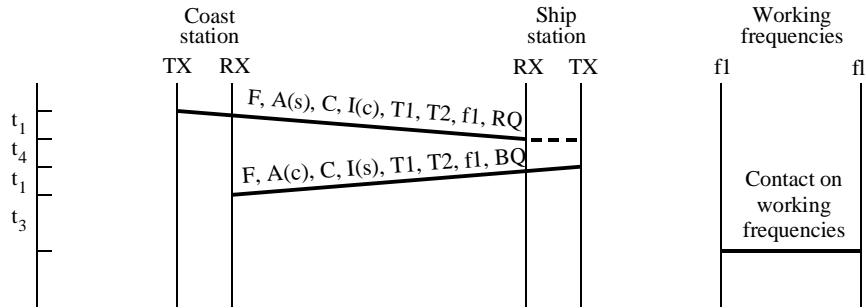 Coast
station
Ship
station
Working
frequencies
TX RX
RX TX
f1 fl
F, A(s), C, I(c), T1, T2, f1, RQ
t1
t4
F, A(c), C, I(s), T1, T2, f1, BQ
t1
t3
Contact on
working
frequencies